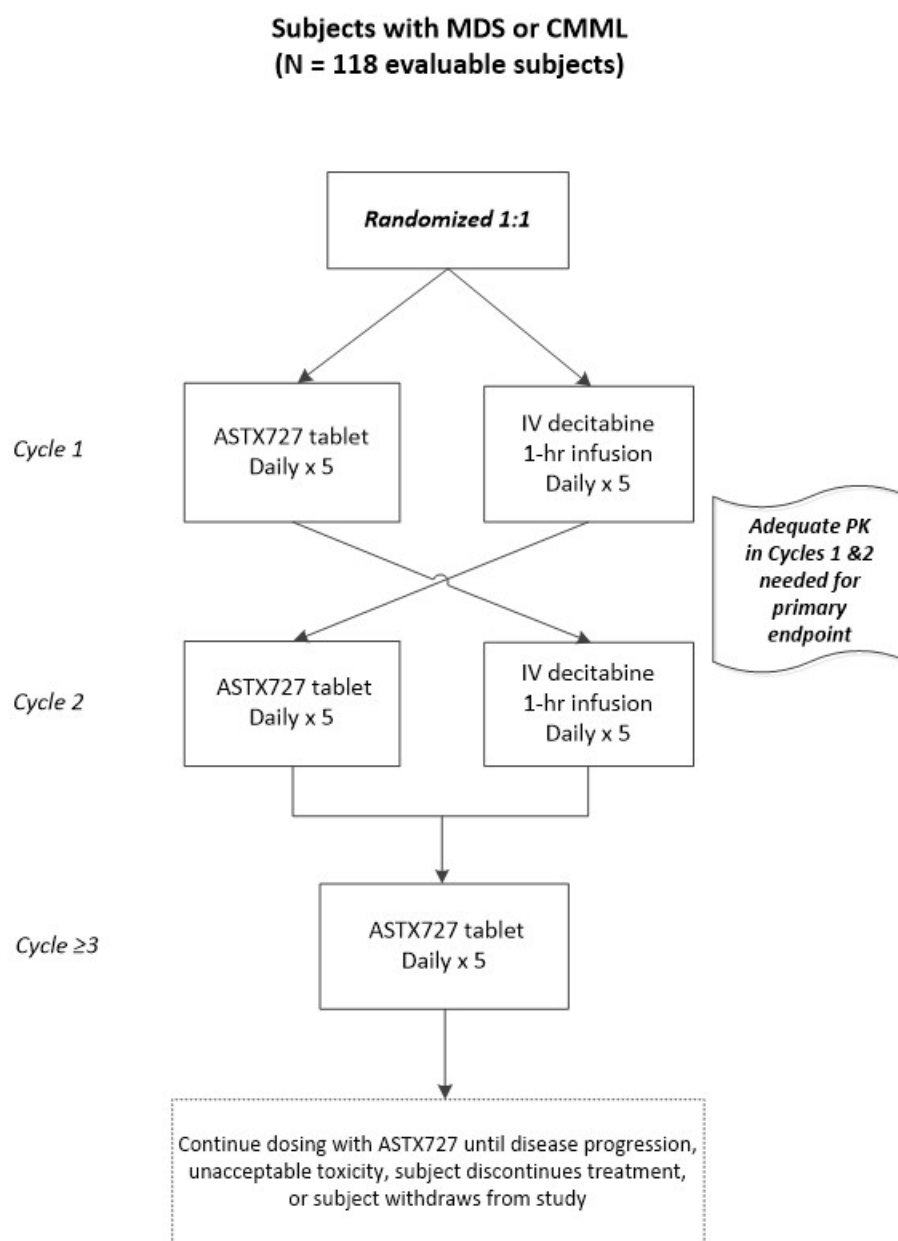 Subjects with MDS or CMML
(N = 118 evaluable subjects)
Randomized 1:1
Cycle 1
ASTX727 tablet
Daily x 5
IV decitabine
1-hr infusion
Daily x 5
Adequate PK
in Cycles 1 &2
needed for
primary
endpoint
Cycle 2
ASTX727 tablet
Daily x 5
IV decitabine
1-hr infusion
Daily x 5
Cycle ≥3
ASTX727 tablet
Daily x 5
Continue dosing with ASTX727 until disease progression,
unacceptable toxicity, subject discontinues treatment,
or subject withdraws from study